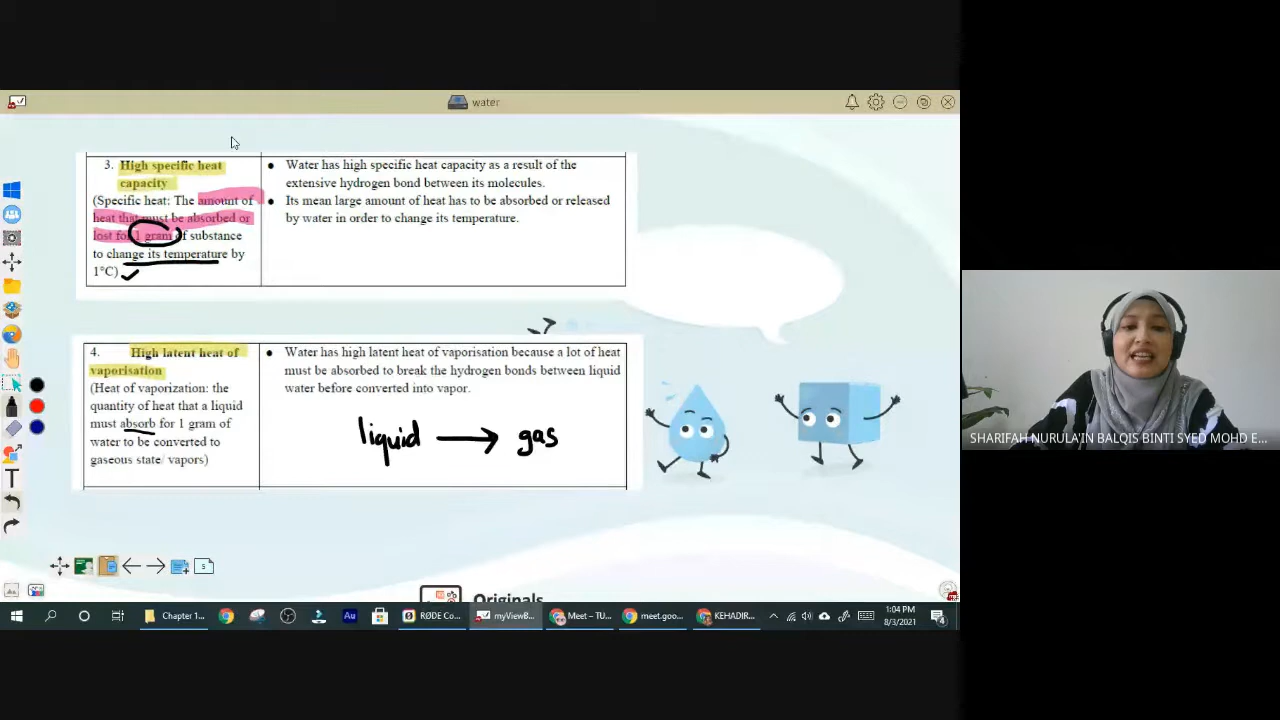 water
3. High specific heat
capacity
(Specific heat: The amount of
heat that must be absorbed or
lost for 1 gram of substance
to change its temperature by
1°C)
● Water has high specific heat capacity as a result of the
extensive hydrogen bond between its molecules.
● Its mean large amount of heat has to be absorbed or released
by water in order to change its temperature.
4. High latent heat of
vaporisation
(Heat of vaporization: the
quantity of heat that a liquid
must absorb for 1 gram of
water to be converted to
gaseous state/ vapors)
● Water has high latent heat of vaporisation because a lot of heat
must be absorbed to break the hydrogen bonds between liquid
water before converted into vapor.
liquid → gas
SHARIFAH NURULA'IN BALQIS BINTI SYED MOHD E...
T
5
Originals
Chapter 1...
Au
RØDE Co...
myViewB...
Meet – TU...
meet.goo...
KEHADIR...
1:04 PM
8/3/2021
4